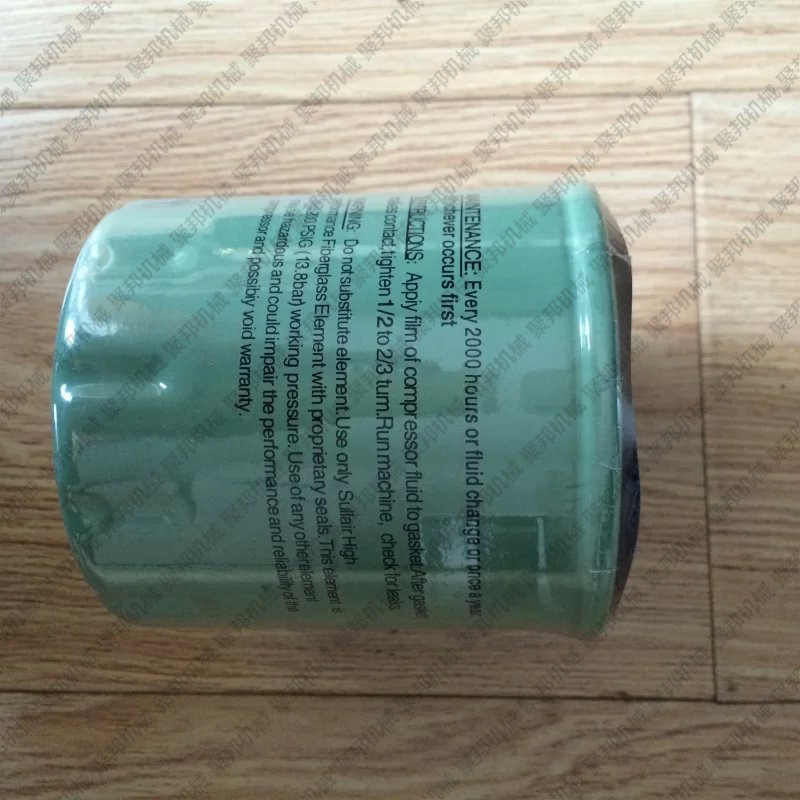 MAINTENANCE: Every 2000 hours or fluid change or once a year
whichever occurs first
INSTRUCTIONS: Apply film of compressor fluid to gasket. After gasket
contact, tighten 1/2 to 2/3 turn. Run machine, check for leaks
WARNING: Do not substitute element. Use only Sullair High
Performance Fiberglass Element with proprietary seals. This element is
PSIG (13.8bar) working pressure. Use of any other element
hazardous and could impair the performance and reliability of the
and possibiy void warranty.
聚邦机械